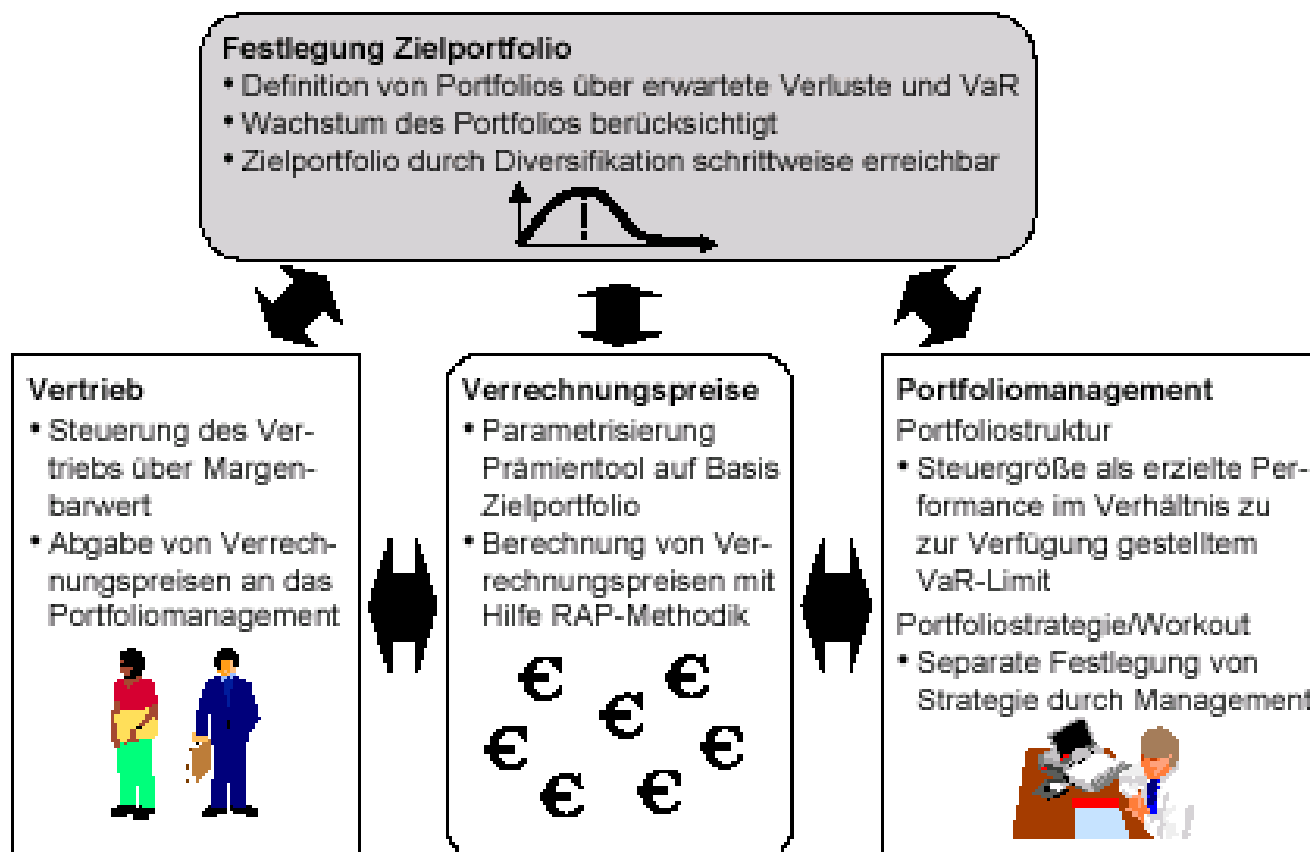 Festlegung Zielportfolio
• Definition von Portfolios über erwartete Verluste und VaR
• Wachstum des Portfolios berücksichtigt
• Zielportfolio durch Diversifikation schrittweise erreichbar
Vertrieb
• Steuerung des Ver-
triebs über Margen-
barwert
• Abgabe von Verrech-
nungspreisen an das
Portfoliomanagement
Verrechnungspreise
• Parametrisierung
Prämientool auf Basis
Zielportfolio
• Berechnung von Ver-
rechnungspreisen mit
Hilfe RAP-Methodik
€ € € € € € €
Portfoliomanagement
Portfoliostruktur
• Steuergröße als erzielte Per-
formance im Verhältnis zu
zur Verfügung gestelltem
VaR-Limit
Portfoliostrategie/Workout
• Separate Festlegung von
Strategie durch Management